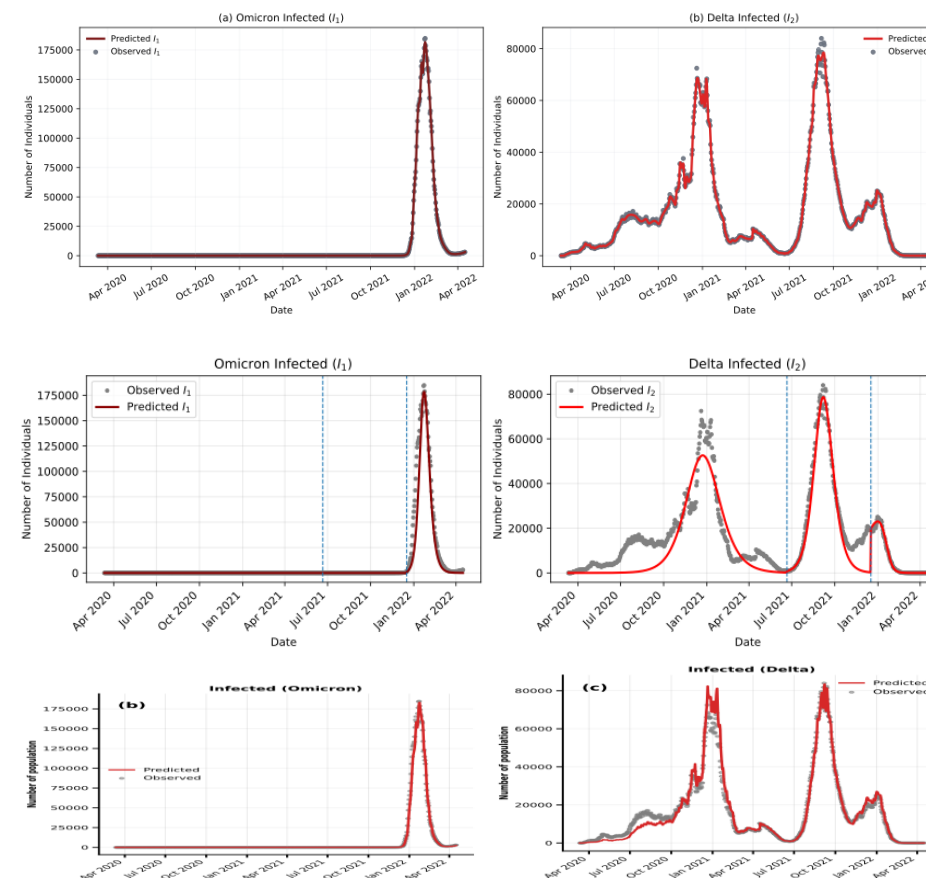 (a) Omicron Infected (I1)
Predicted I1
Observed I1
175000
150000
125000
100000
75000
50000
25000
0
Number of Individuals
Apr 2020 Jul 2020 Oct 2020 Jan 2021 Apr 2021 Jul 2021 Oct 2021 Jan 2022 Apr 2022
Date
(b) Delta Infected (I2)
Predicted
Observed
80000
60000
40000
20000
0
Number of Individuals
Apr 2020 Jul 2020 Oct 2020 Jan 2021 Apr 2021 Jul 2021 Oct 2021 Jan 2022
Date
Omicron Infected (I1)
Observed I1
Predicted I1
175000
150000
125000
100000
75000
50000
25000
0
Number of Individuals
Apr 2020 Jul 2020 Oct 2020 Jan 2021 Apr 2021 Jul 2021 Oct 2021 Jan 2022 Apr 2022
Date
Delta Infected (I2)
Observed I2
Predicted I2
80000
60000
40000
20000
0
Number of Individuals
Apr 2020 Jul 2020 Oct 2020 Jan 2021 Apr 2021 Jul 2021 Oct 2021 Jan 2022 Apr 2022
Date
Infected (Omicron)
(b)
Predicted
Observed
175000
150000
125000
100000
75000
50000
25000
0
Number of population
Apr 2020 Jul 2020 Oct 2020 Jan 2021 Apr 2021 Jul 2021 Oct 2021 Jan 2022 Apr 2022
Infected (Delta)
(c)
Predicted
Observed
80000
60000
40000
20000
0
Number of population
Apr 2020 Jul 2020 Oct 2020 Jan 2021 Apr 2021 Jul 2021 Oct 2021 Jan 2022 Apr 2022